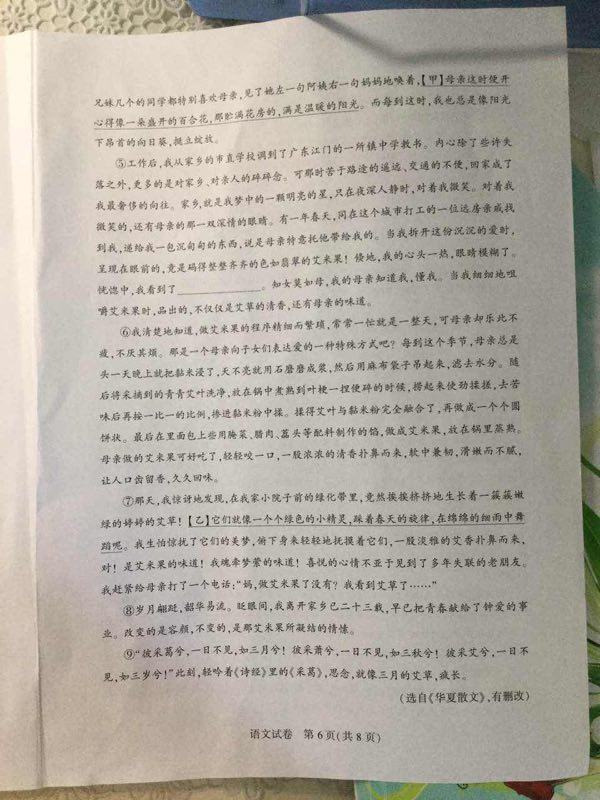 兄妹几个的同学都特别喜欢母亲,见了她左一句阿姨右一句妈妈地唤着,【甲】母亲这时便开
心得像一朵盛开的百合花,那贮满花房的,满是温暖的阳光。而每到这时,我也总是像阳光
下昂首的向日葵,挺立绽放。
⑤工作后,我从家乡的市直学校调到了广东江门的一所镇中学教书。内心除了些许失
落之外,更多的是对家乡、对亲人的碎碎念。可那时苦于路途的遥远、交通的不便,回家成了
我最奢侈的向往。家乡,就是我梦中的一颗明亮的星,只在夜深人静时,对着我微笑。对着我
微笑的,还有母亲的那一双深情的眼睛。有一年春天,同在这个城市打工的一位远房亲戚找
到我,递给我一包沉甸甸的东西,说是母亲特意托他带给我的。当我拆开这份沉沉的爱时,
呈现在眼前的,竟是码得整整齐齐的色如翡翠的艾米果!倏地,我的心头一热,眼睛模糊了。
恍惚中,我看到了____________。知女莫如母,我的母亲知道我,懂我。当我细细地咀
嚼艾米果时,品出的,不仅仅是艾草的清香,还有母亲的味道。
⑥我清楚地知道,做艾米果的程序精细而繁琐,常常一忙就是一整天,可母亲却乐此不
疲,不厌其烦。那是一个母亲向子女们表达爱的一种特殊方式吧?每到这个季节,母亲总是
头一天晚上就把黏米浸了,天不亮就用石磨磨成浆,然后用麻布袋子吊起来,滤去水分。随
后将采摘到的青青艾叶洗净,放在锅中煮熟到叶梗一捏便碎的时候,捞起来使劲揉搓,去苦
味后再按一比一的比例,掺进黏米粉中揉。揉得艾叶与黏米粉完全融合了,再做成一个个圆
饼状。最后在里面包上些用腌菜、腊肉、藠头等配料制作的馅,做成艾米果,放在锅里蒸熟。
母亲做的艾米果可好吃了,轻轻咬一口,一股浓浓的清香扑鼻而来,软中兼韧,滑嫩而不腻,
让人口齿留香,久久回味。
⑦那天,我惊讶地发现,在我家小院子前的绿化带里,竟然挨挨挤挤地生长着一簇簇嫩
绿的婷婷的艾草!【乙】它们就像一个个绿色的小精灵,踩着春天的旋律,在绵绵的细雨中舞
蹈呢。我生怕惊扰了它们的美梦,俯下身来轻轻地抚摸着它们,一股淡雅的艾香扑鼻而来,
对!是艾米果的味道!我魂牵梦萦的味道!喜悦的心情不亚于见到了多年失联的老朋友。
我赶紧给母亲打了一个电话:“妈,做艾米果了没有?我看到艾草了……”
⑧岁月翩跹,韶华易流。眨眼间,我离开家乡已二十三载,早已把青春献给了钟爱的事
业。改变的是容颜,不变的,是那艾米果所凝结的情愫。
⑨“彼采葛兮,一日不见,如三月兮!彼采萧兮,一日不见,如三秋兮!彼采艾兮,一日不
见,如三岁兮!”此刻,轻吟着《诗经》里的《采葛》,思念,就像三月的艾草,疯长。
(选自《华夏散文》,有删改)
语文试卷 第6页(共8页)